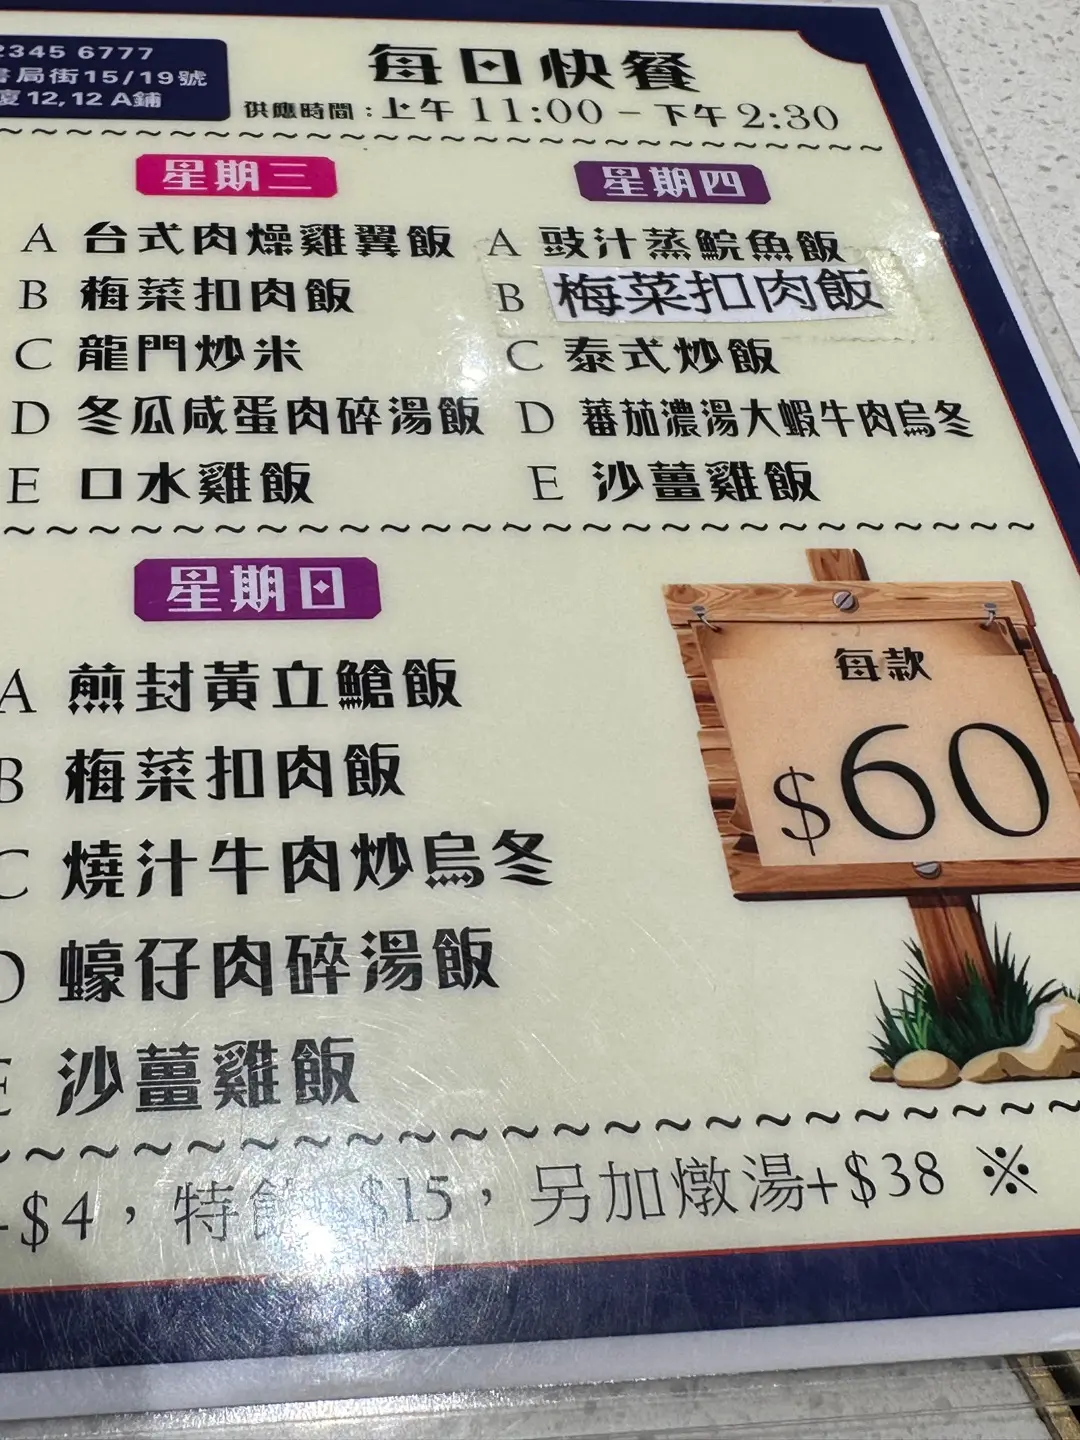 2345 6777
局街15/19號
廈12,12 A鋪
每日快餐
供應時間：上午 11:00 － 下午 2:30
星期三
A 台式肉燥雞翼飯
B 梅菜扣肉飯
C 龍門炒米
D 冬瓜咸蛋肉碎湯飯
E 口水雞飯
星期四
A 豉汁蒸鯇魚飯
B 梅菜扣肉飯
C 泰式炒飯
D 蕃茄濃湯大蝦牛肉烏冬
E 沙薑雞飯
星期日
A 煎封黃立鯧飯
B 梅菜扣肉飯
C 燒汁牛肉炒烏冬
D 蠔仔肉碎湯飯
E 沙薑雞飯
每款
$60
+$4，特飲 $15，另加燉湯+$38 ※